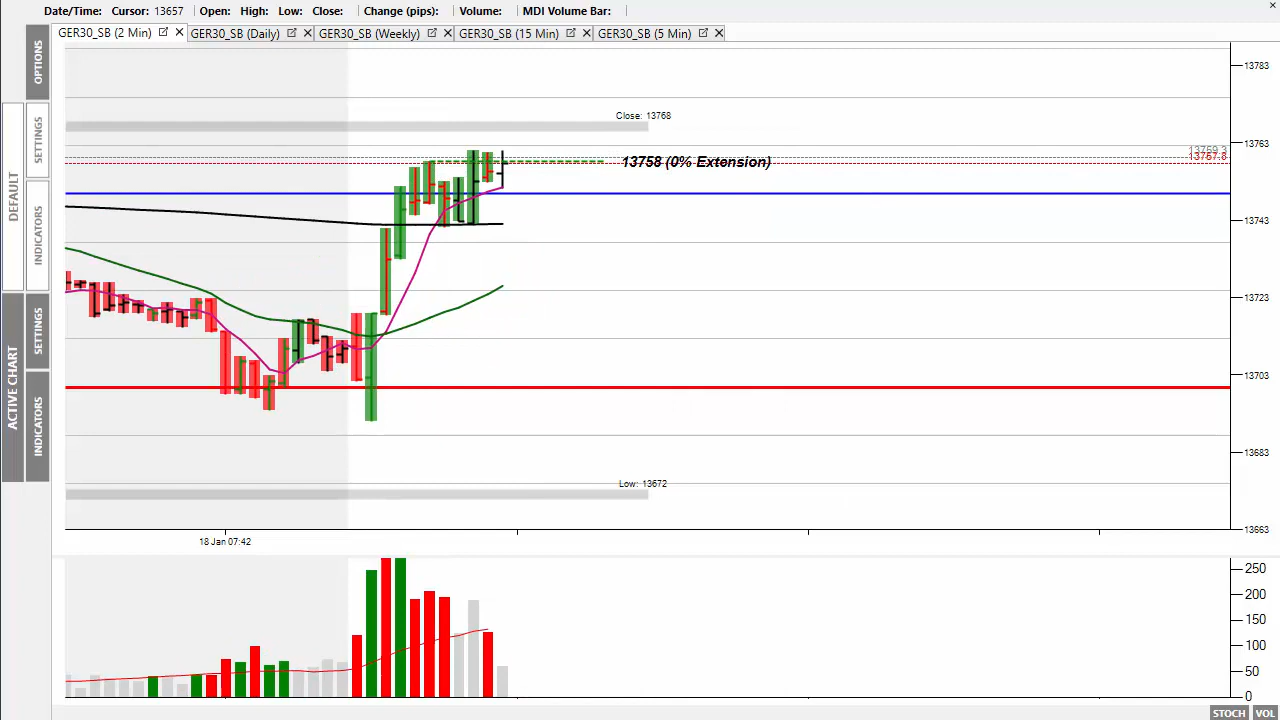 Date/Time: Cursor: 13657 Open: High: Low: Close: Change (pips): Volume: MDI Volume Bar:
GER30_SB (2 Min) GER30_SB (Daily) GER30_SB (Weekly) GER30_SB (15 Min) GER30_SB (5 Min)
OPTIONS
SETTINGS
DEFAULT
INDICATORS
SETTINGS
ACTIVE CHART
INDICATORS
Close: 13768
13758 (0% Extension)
Low: 13672
13783
13763
13759.3
13757.8
13743
13723
13703
13683
13663
18 Jan 07:42
250
200
150
100
50
0
STOCH VOL